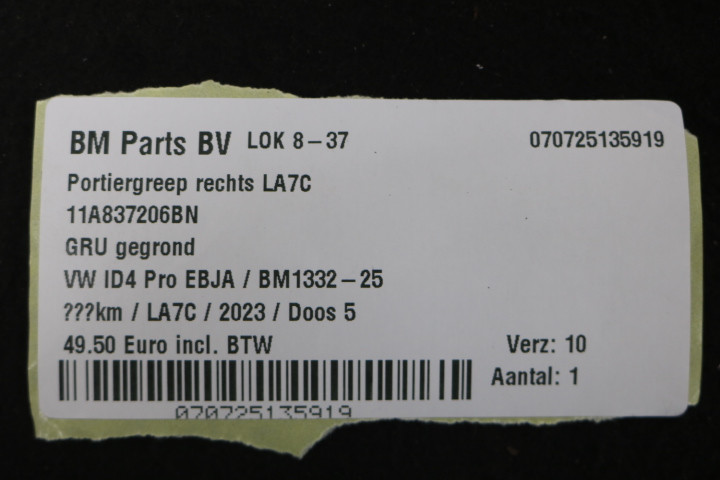 BM Parts BV LOK 8-37 070725135919
Portiergreep rechts LA7C
11A837206BN
GRU gegrond
VW ID4 Pro EBJA / BM1332-25
???km / LA7C / 2023 / Doos 5
49.50 Euro incl. BTW Verz: 10
Aantal: 1
070725135919